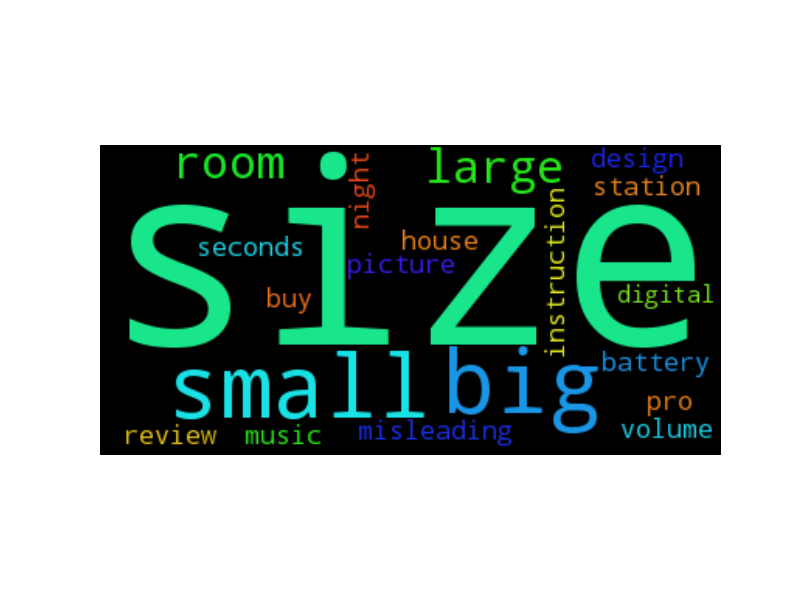 room
large
design
night
station
size
instruction
seconds
house
picture
buy
digital
small
big
battery
pro
review
music
misleading
volume